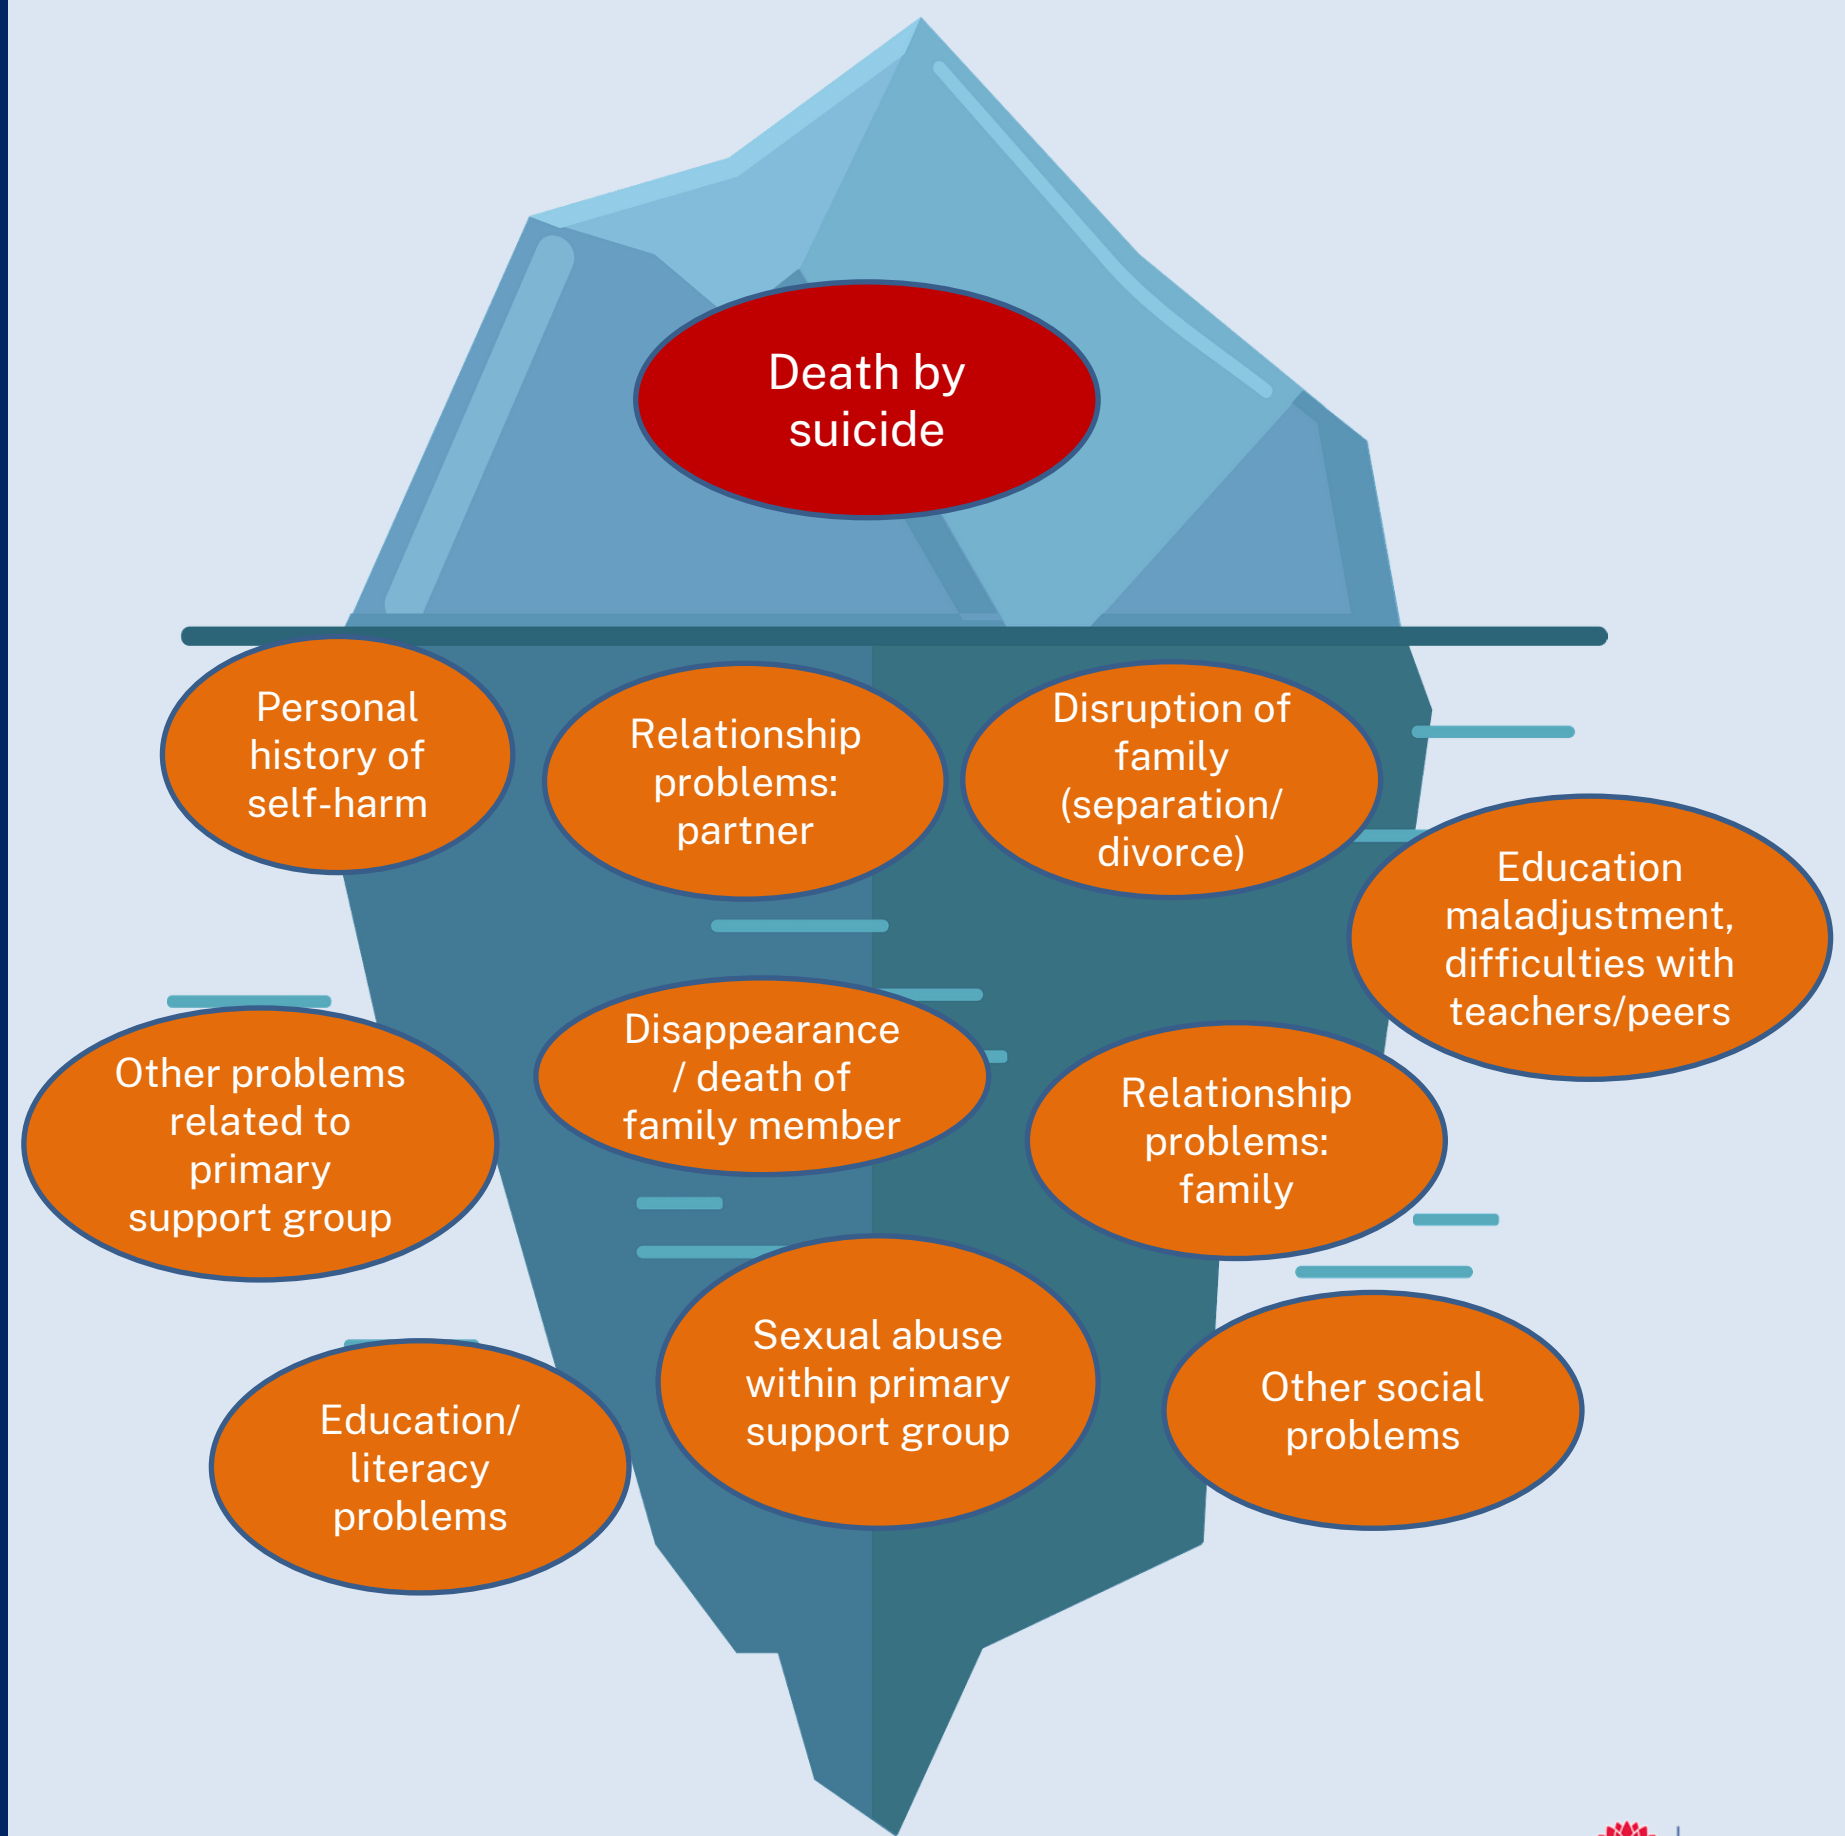 Death by
suicide
Personal
history of
self-harm
Relationship
problems:
partner
Disruption of
family
(separation/
divorce)
Education
maladjustment,
difficulties with
teachers/peers
Other problems
related to
primary
support group
Disappearance
/ death of
family member
Relationship
problems:
family
Education/
literacy
problems
Sexual abuse
within primary
support group
Other social
problems